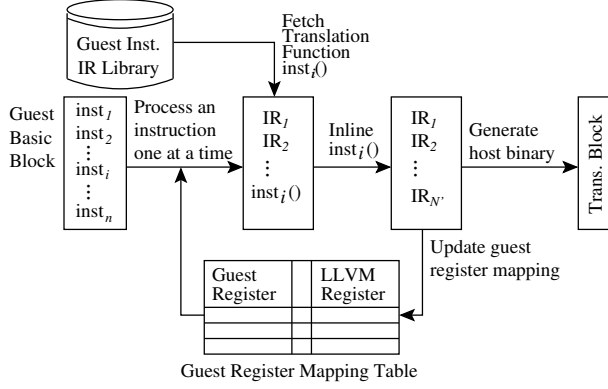 Guest Inst.
IR Library
Fetch
Translation
Function
inst_i()
Guest
Basic
Block
inst_1
inst_2
⋮
inst_i
⋮
inst_n
Process an
instruction
one at a time
IR_1
IR_2
⋮
inst_i()
Inline
inst_i()
IR_1
IR_2
⋮
IR_N'
Generate
host binary
Trans. Block
Update guest
register mapping
Guest
Register
LLVM
Register
Guest Register Mapping Table